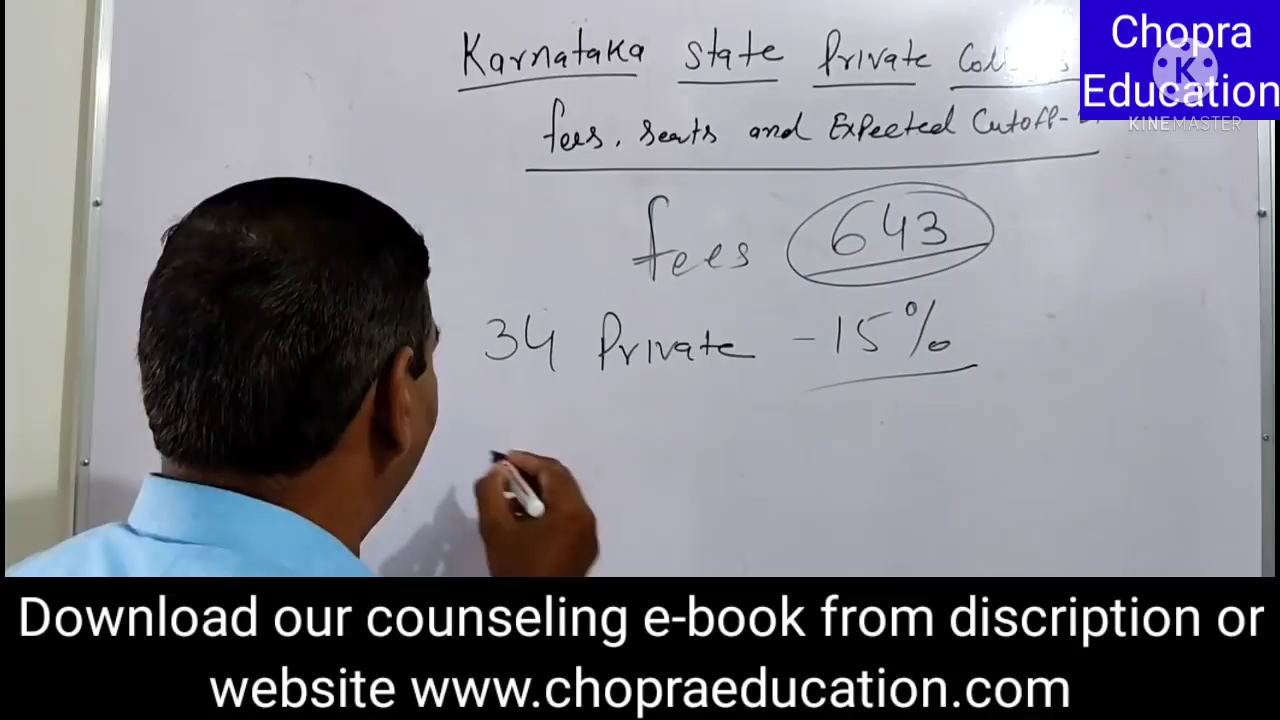 Karnataka State Private
fees, seats and Expected Cutoff-
fees 643
34 Private - 15%
Chopra
Education
K
KINEMASTER
Download our counseling e-book from discription or
website www.chopraeducation.com